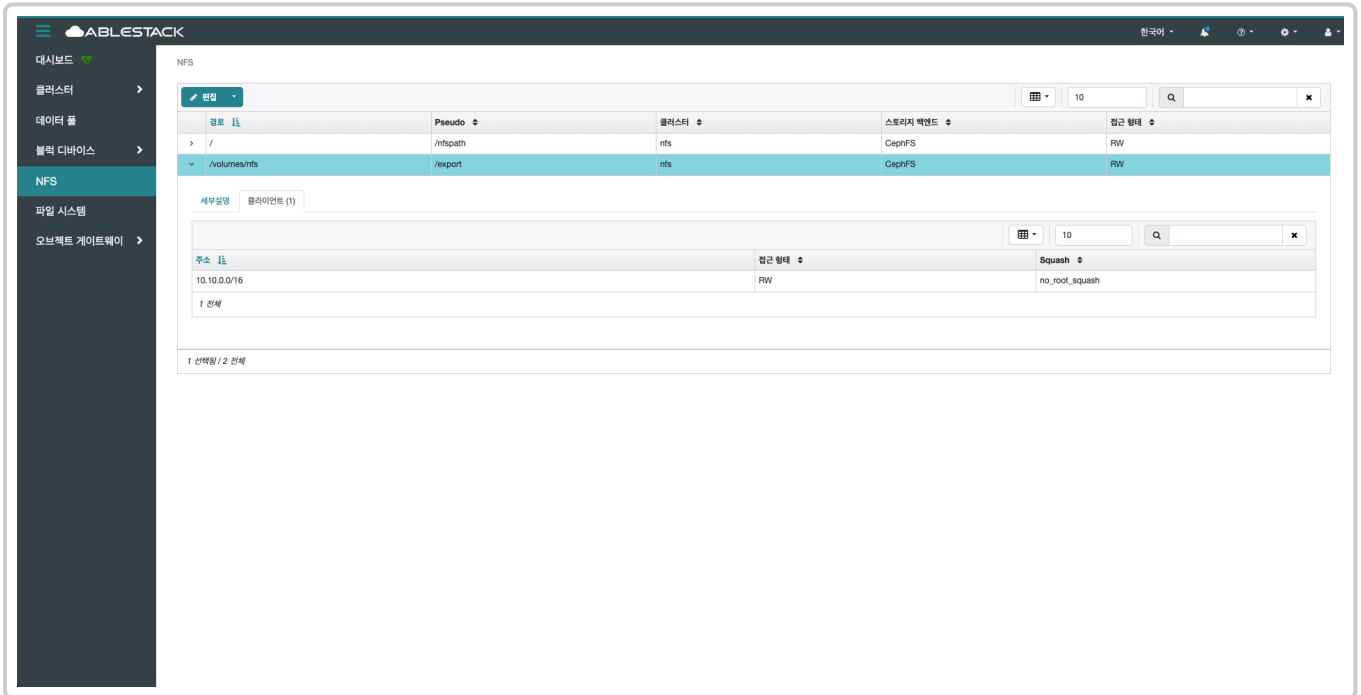 ABLESTACK
한국어
대시보드
클러스터
데이터 풀
블럭 디바이스
NFS
파일 시스템
오브젝트 게이트웨이
NFS
편집
10
경로 Pseudo 클러스터 스토리지 백엔드 접근 형태
/ /nfspath nfs CephFS RW
/volumes/nfs /export nfs CephFS RW
세부설명 클라이언트 (1)
10
주소 접근 형태 Squash
10.10.0.0/16 RW no_root_squash
1 전체
1 선택됨 / 2 전체